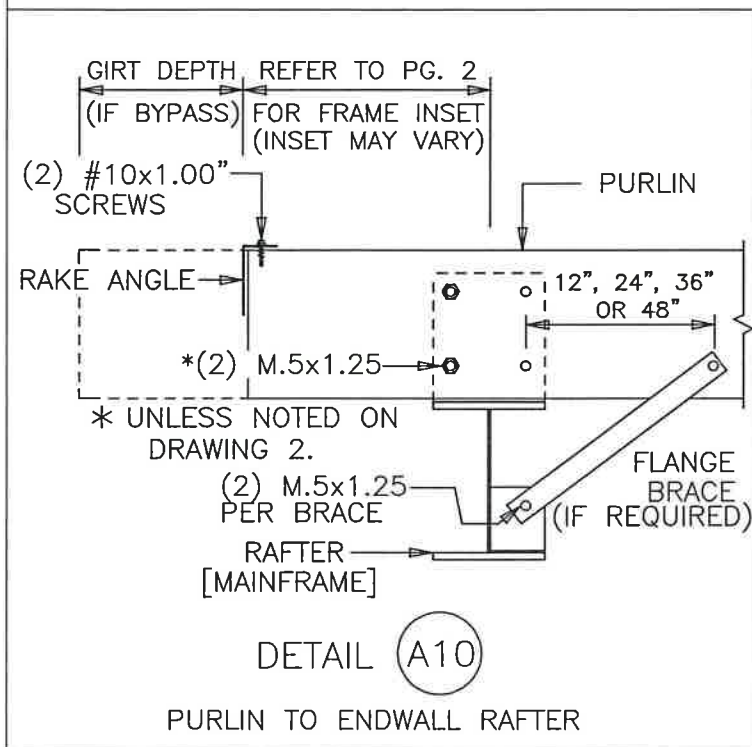 GIRT DEPTH
(IF BYPASS)
REFER TO PG. 2
FOR FRAME INSET
(INSET MAY VARY)
(2) #10x1.00"
SCREWS
PURLIN
RAKE ANGLE
12", 24", 36"
OR 48"
*(2) M.5x1.25
* UNLESS NOTED ON
DRAWING 2.
(2) M.5x1.25
PER BRACE
FLANGE
BRACE
(IF REQUIRED)
RAFTER
[MAINFRAME]
DETAIL A10
PURLIN TO ENDWALL RAFTER